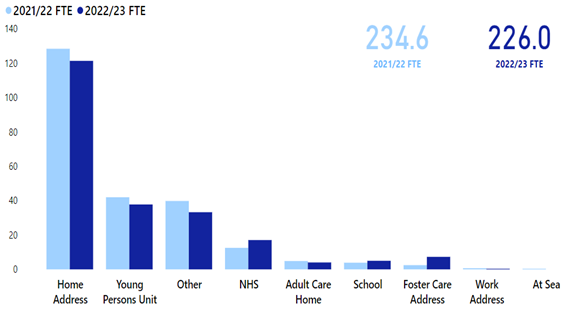 2021/22 FTE 2022/23 FTE
234.6
2021/22 FTE
226.0
2022/23 FTE
140
120
100
80
60
40
20
0
Home
Address
Young
Persons Unit
Other
NHS
Adult Care
Home
School
Foster Care
Address
Work
Address
At Sea